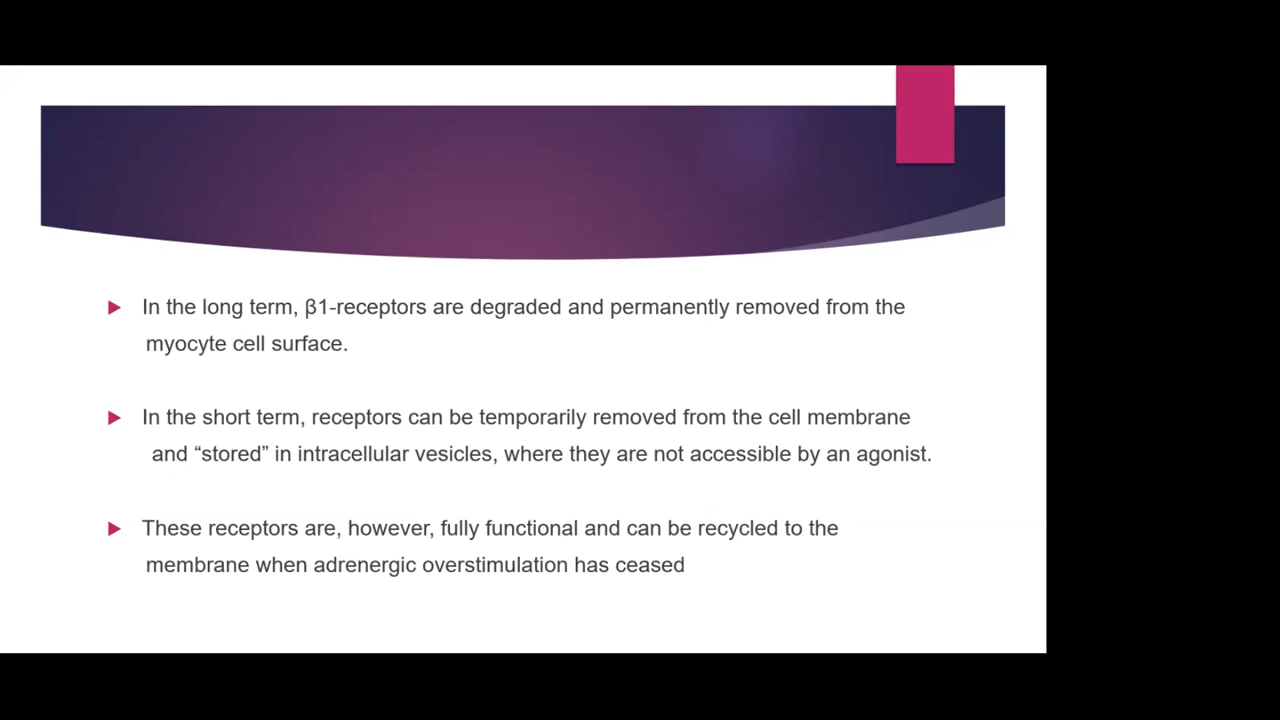 In the long term, β1-receptors are degraded and permanently removed from the
myocyte cell surface.
In the short term, receptors can be temporarily removed from the cell membrane
and “stored” in intracellular vesicles, where they are not accessible by an agonist.
These receptors are, however, fully functional and can be recycled to the
membrane when adrenergic overstimulation has ceased